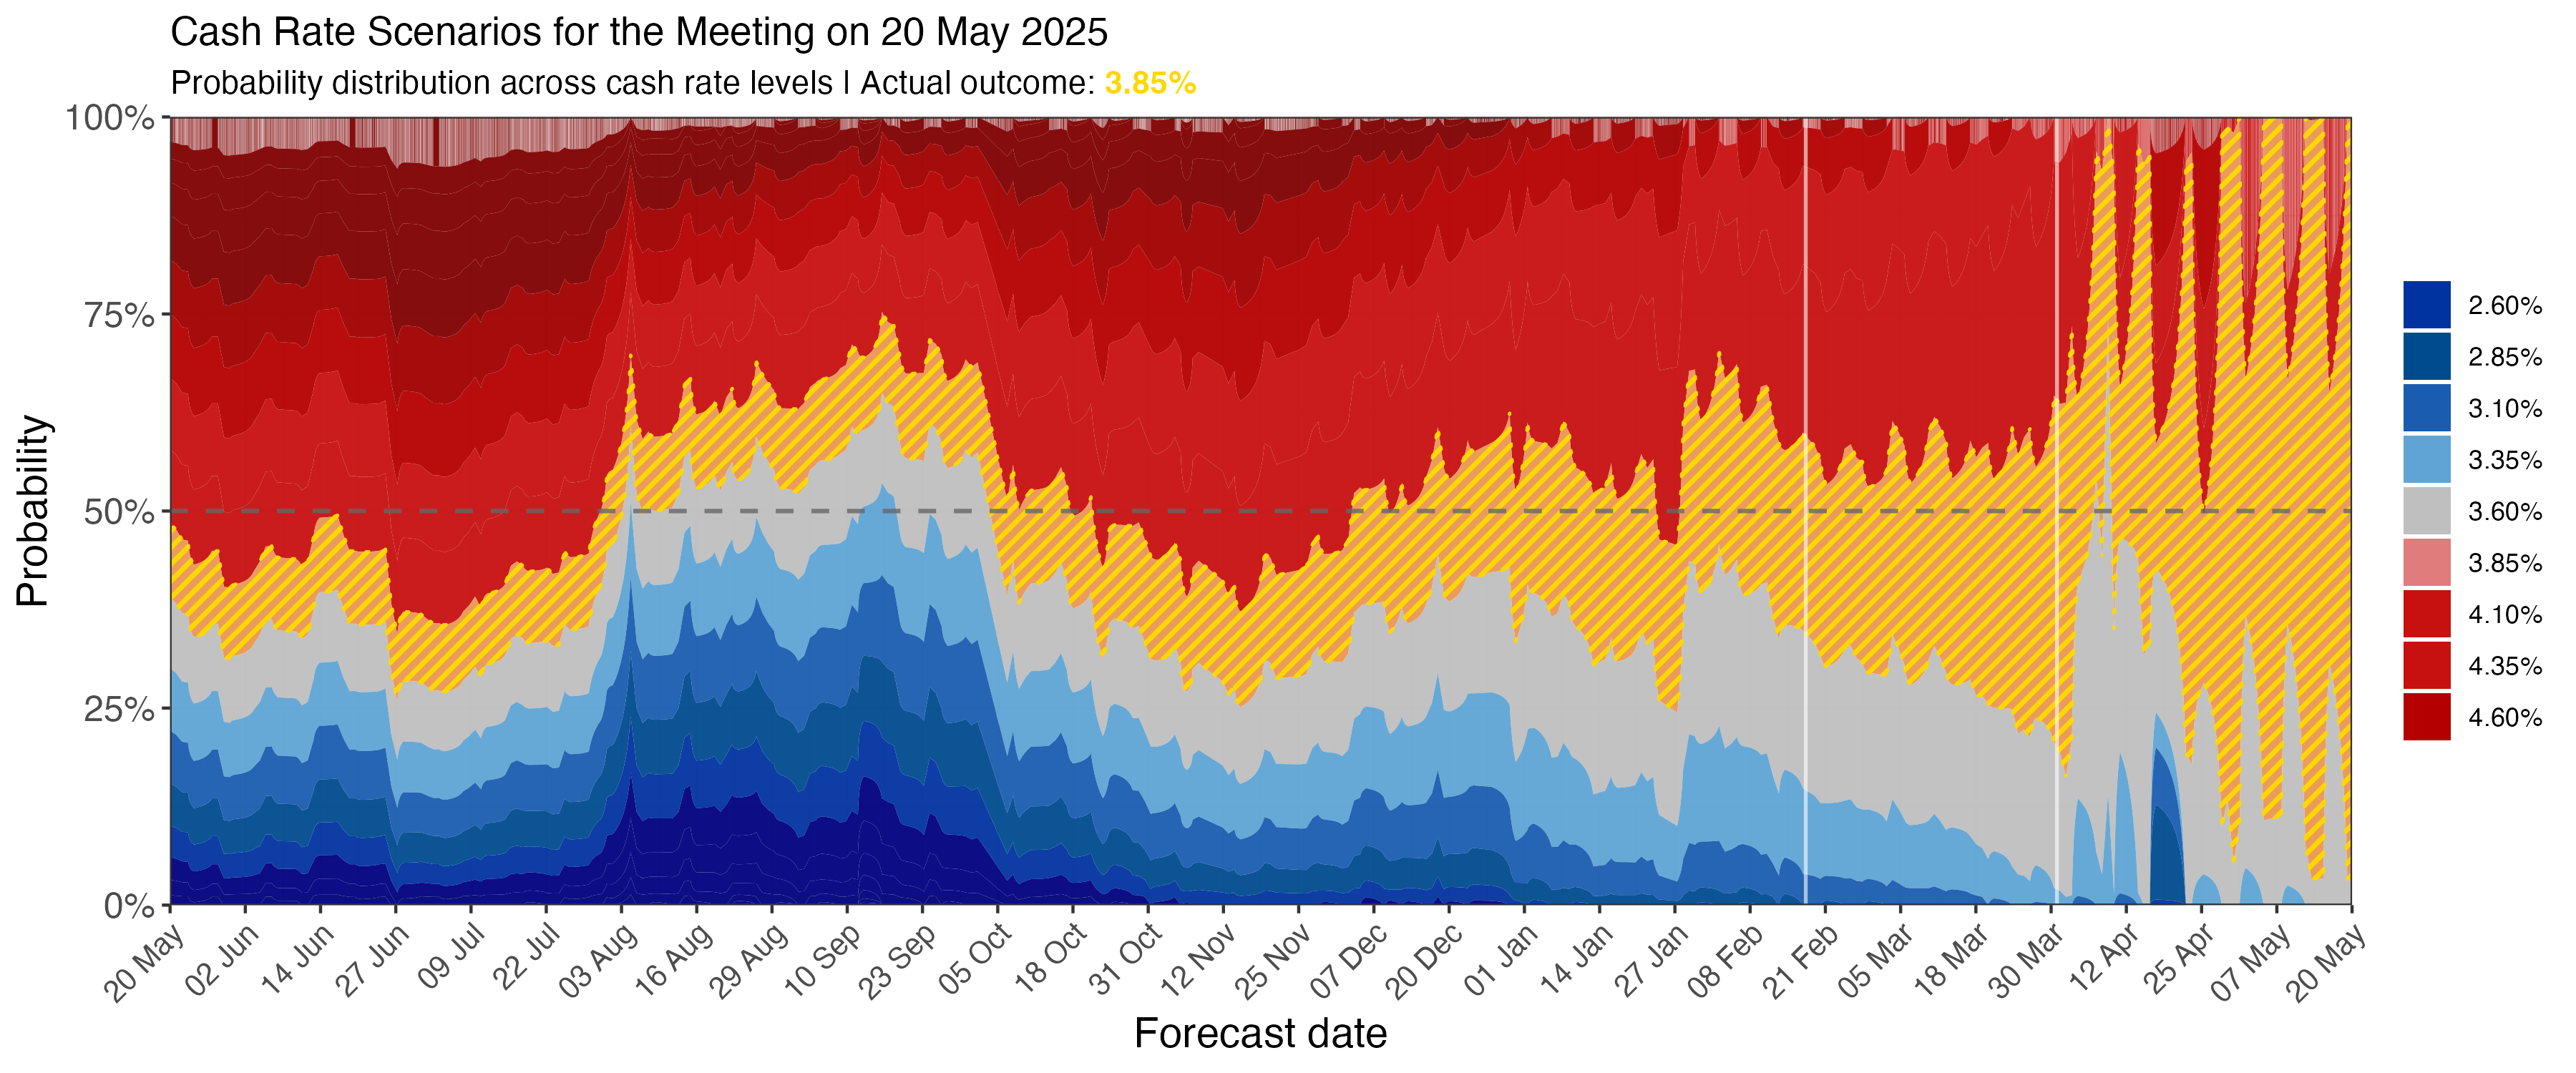 Cash Rate Scenarios for the Meeting on 20 May 2025
Probability distribution across cash rate levels | Actual outcome: 3.85%
100%
75%
50%
25%
0%
Probability
20 May
02 Jun
14 Jun
27 Jun
09 Jul
22 Jul
03 Aug
16 Aug
29 Aug
10 Sep
23 Sep
05 Oct
18 Oct
31 Oct
12 Nov
25 Nov
07 Dec
20 Dec
01 Jan
14 Jan
27 Jan
08 Feb
21 Feb
05 Mar
18 Mar
30 Mar
12 Apr
25 Apr
07 May
20 May
Forecast date
2.60%
2.85%
3.10%
3.35%
3.60%
3.85%
4.10%
4.35%
4.60%